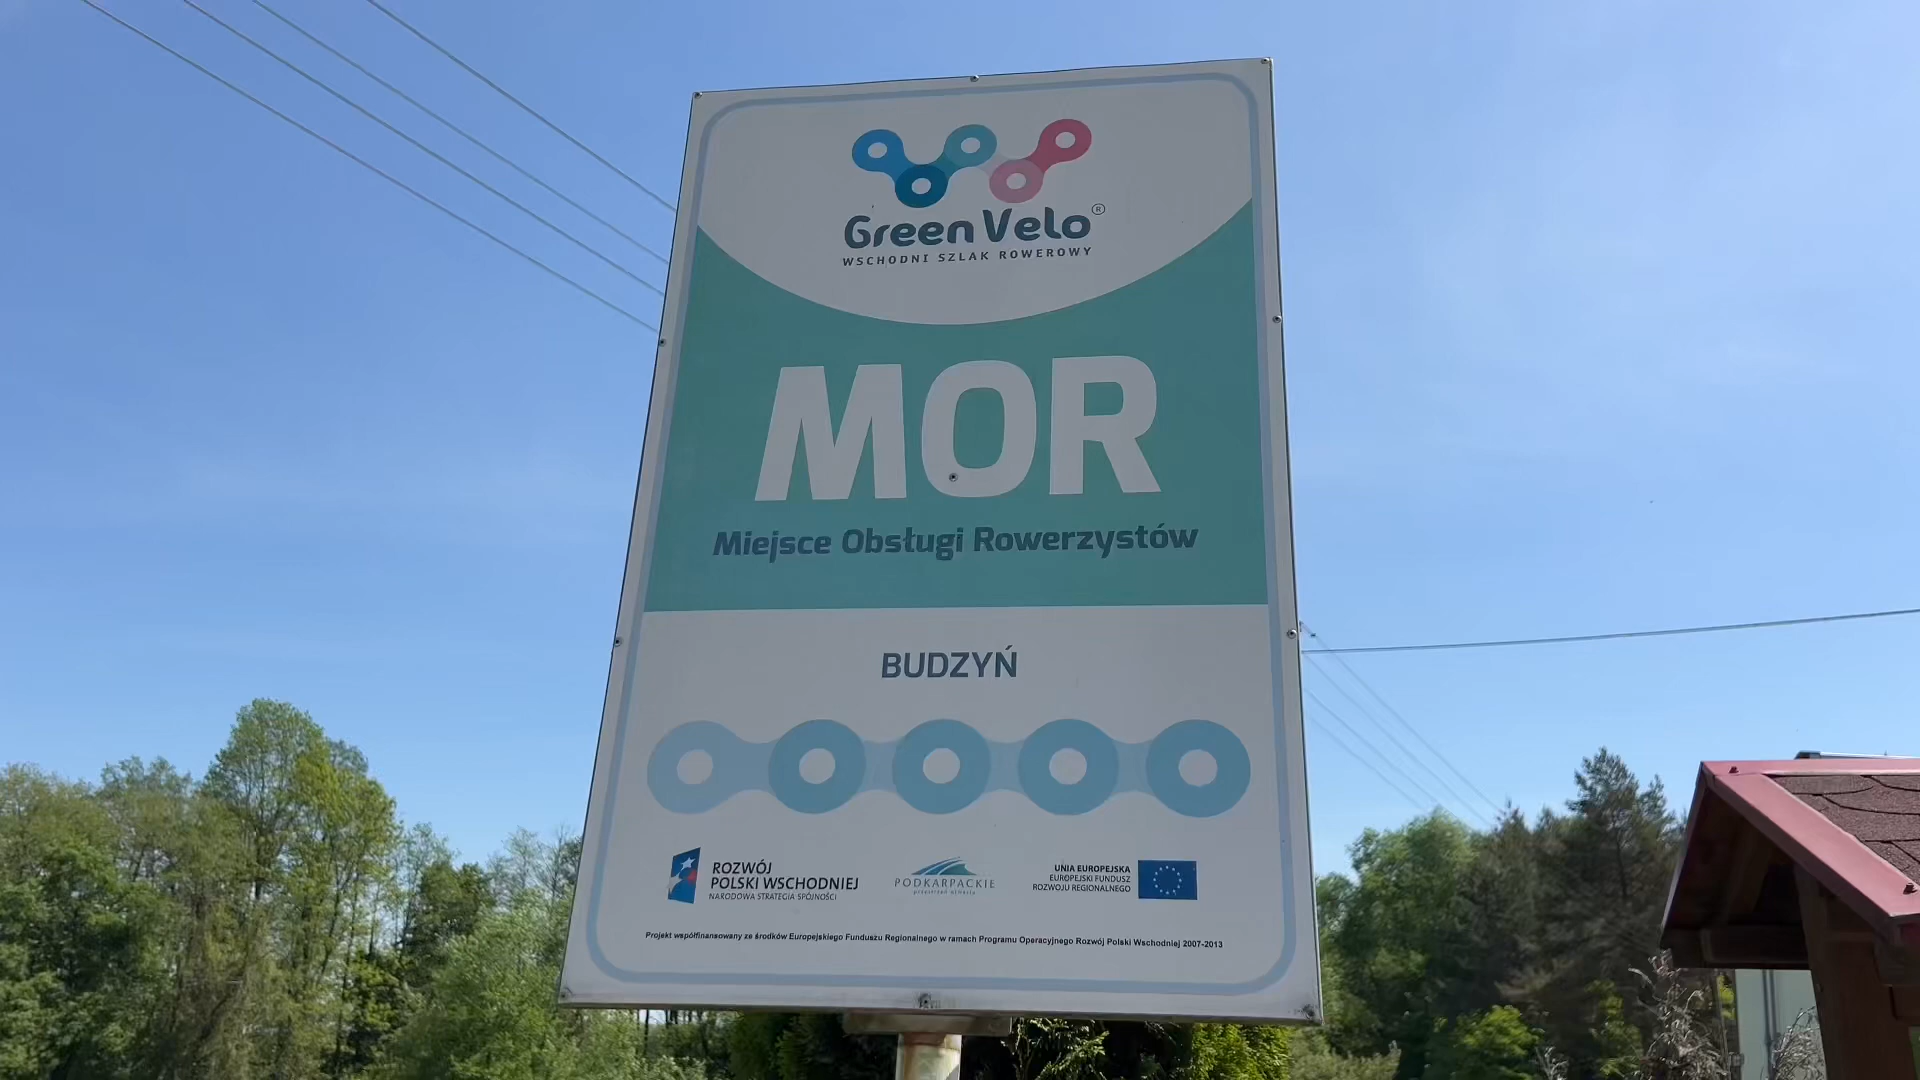 Green Velo®
WSCHODNI SZLAK ROWEROWY
MOR
Miejsce Obsługi Rowerzystów
BUDZYŃ
ROZWÓJ
POLSKI WSCHODNIEJ
NARODOWA STRATEGIA SPÓJNOŚCI
PODKARPACKIE
przestrzeń otwarta
UNIA EUROPEJSKA
EUROPEJSKI FUNDUSZ
ROZWOJU REGIONALNEGO
Projekt współfinansowany ze środków Europejskiego Funduszu Regionalnego w ramach Programu Operacyjnego Rozwój Polski Wschodniej 2007-2013